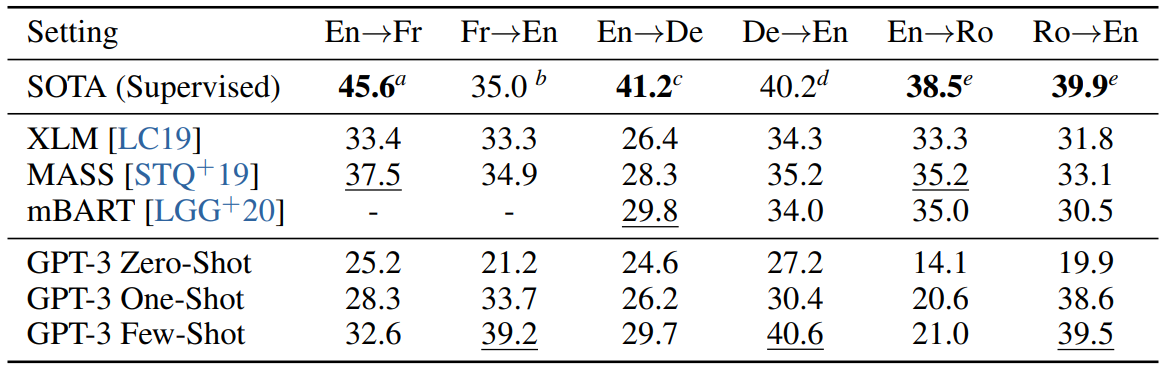 Setting En→Fr Fr→En En→De De→En En→Ro Ro→En
SOTA (Supervised) 45.6a 35.0 b 41.2c 40.2d 38.5e 39.9e
XLM [LC19] 33.4 33.3 26.4 34.3 33.3 31.8
MASS [STQ+19] 37.5 34.9 28.3 35.2 35.2 33.1
mBART [LGG+20] - - 29.8 34.0 35.0 30.5
GPT-3 Zero-Shot 25.2 21.2 24.6 27.2 14.1 19.9
GPT-3 One-Shot 28.3 33.7 26.2 30.4 20.6 38.6
GPT-3 Few-Shot 32.6 39.2 29.7 40.6 21.0 39.5